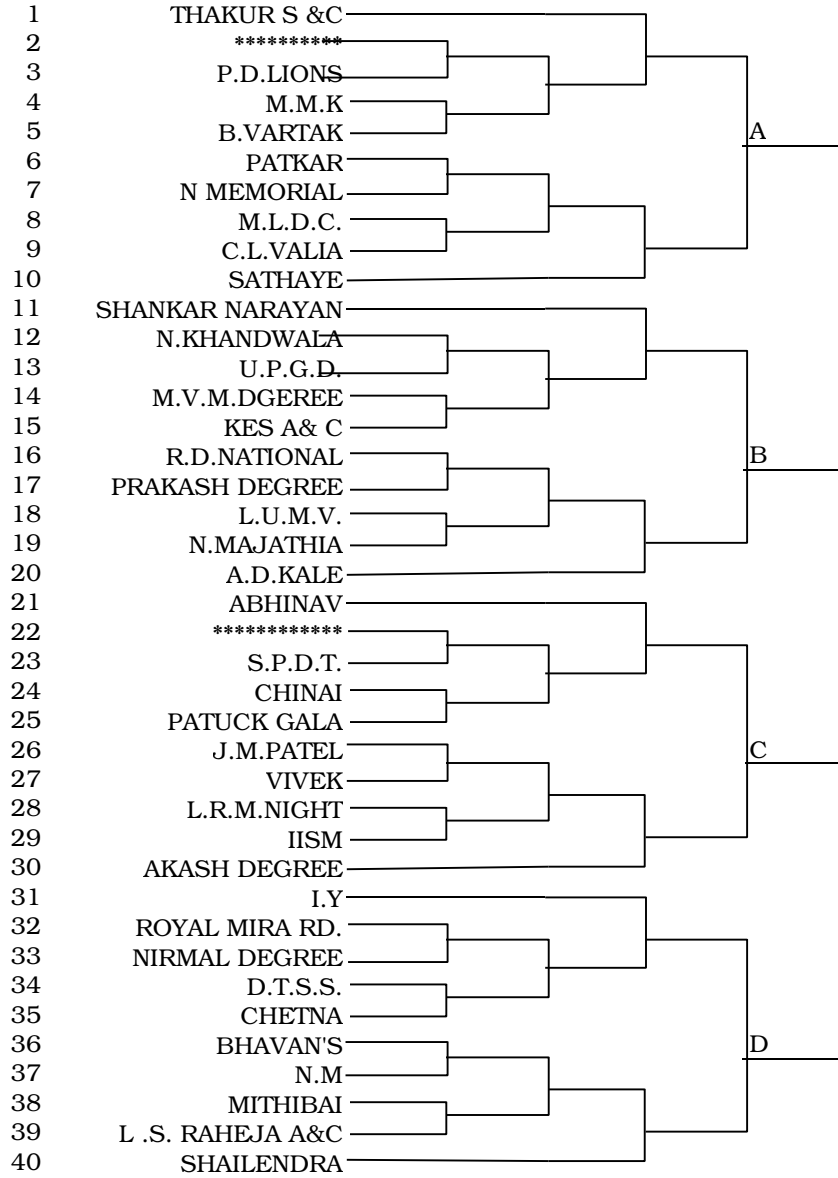 1 THAKUR S &C
2 **********
3 P.D.LIONS
4 M.M.K
5 B.VARTAK
A
6 PATKAR
7 N MEMORIAL
8 M.L.D.C.
9 C.L.VALIA
10 SATHAYE
11 SHANKAR NARAYAN
12 N.KHANDWALA
13 U.P.G.D.
14 M.V.M.DGEREE
15 KES A& C
16 R.D.NATIONAL
B
17 PRAKASH DEGREE
18 L.U.M.V.
19 N.MAJATHIA
20 A.D.KALE
21 ABHINAV
22 ************
23 S.P.D.T.
24 CHINAI
25 PATUCK GALA
26 J.M.PATEL
C
27 VIVEK
28 L.R.M.NIGHT
29 IISM
30 AKASH DEGREE
31 I.Y
32 ROYAL MIRA RD.
33 NIRMAL DEGREE
34 D.T.S.S.
35 CHETNA
36 BHAVAN'S
D
37 N.M
38 MITHIBAI
39 L .S. RAHEJA A&C
40 SHAILENDRA